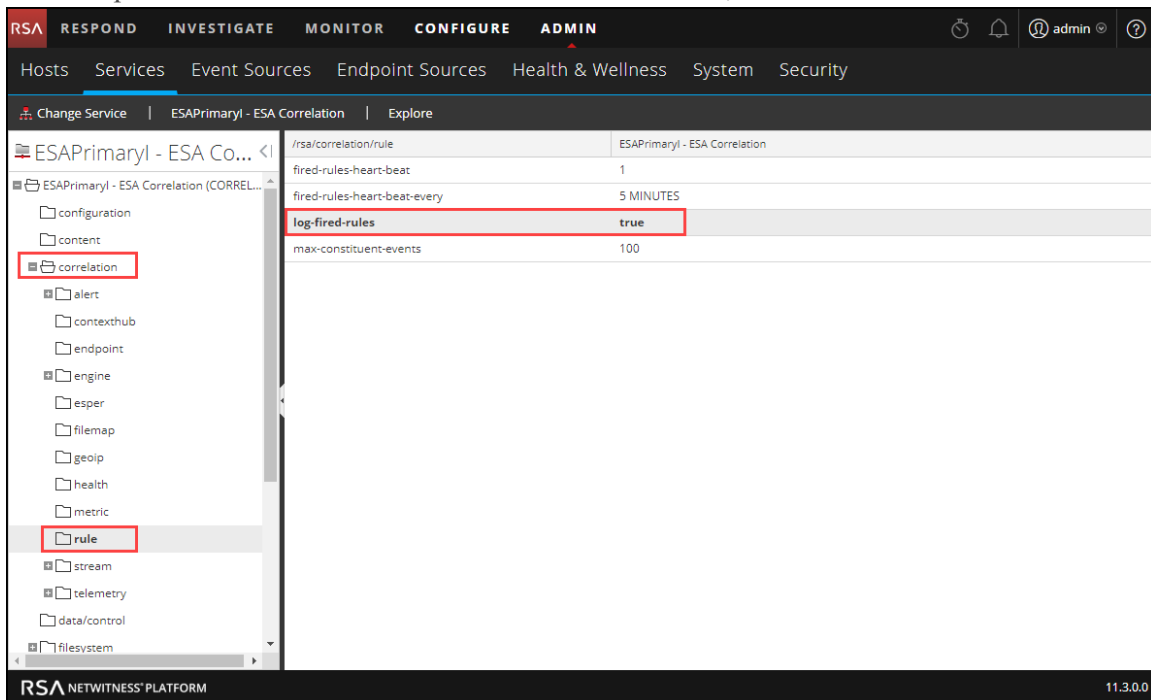 RSA RESPOND INVESTIGATE MONITOR CONFIGURE ADMIN admin ?
Hosts Services Event Sources Endpoint Sources Health & Wellness System Security
Change Service | ESAPrimaryl - ESA Correlation | Explore
ESAPrimaryl - ESA Co...
ESAPrimaryl - ESA Correlation (CORREL...
configuration
content
correlation
alert
contexthub
endpoint
engine
esper
filemap
geoip
health
metric
rule
stream
telemetry
data/control
filesystem
/rsa/correlation/rule ESAPrimaryl - ESA Correlation
fired-rules-heart-beat 1
fired-rules-heart-beat-every 5 MINUTES
log-fired-rules true
max-constituent-events 100
RSA NETWITNESS® PLATFORM 11.3.0.0